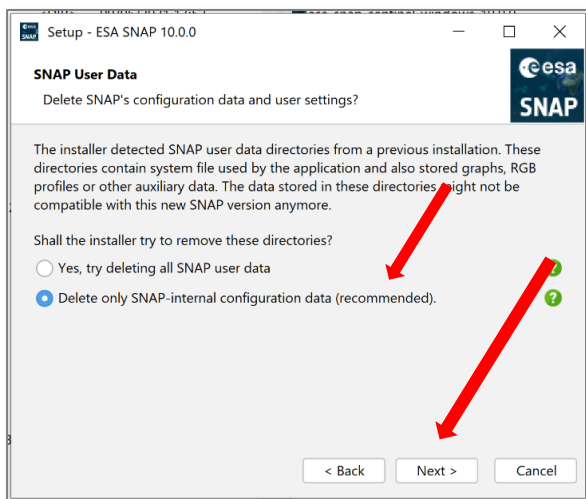 Setup - ESA SNAP 10.0.0
SNAP User Data
Delete SNAP's configuration data and user settings?
esa
SNAP
The installer detected SNAP user data directories from a previous installation. These
directories contain system file used by the application and also stored graphs, RGB
profiles or other auxiliary data. The data stored in these directories might not be
compatible with this new SNAP version anymore.
Shall the installer try to remove these directories?
Yes, try deleting all SNAP user data
?
Delete only SNAP-internal configuration data (recommended).
?
< Back
Next >
Cancel